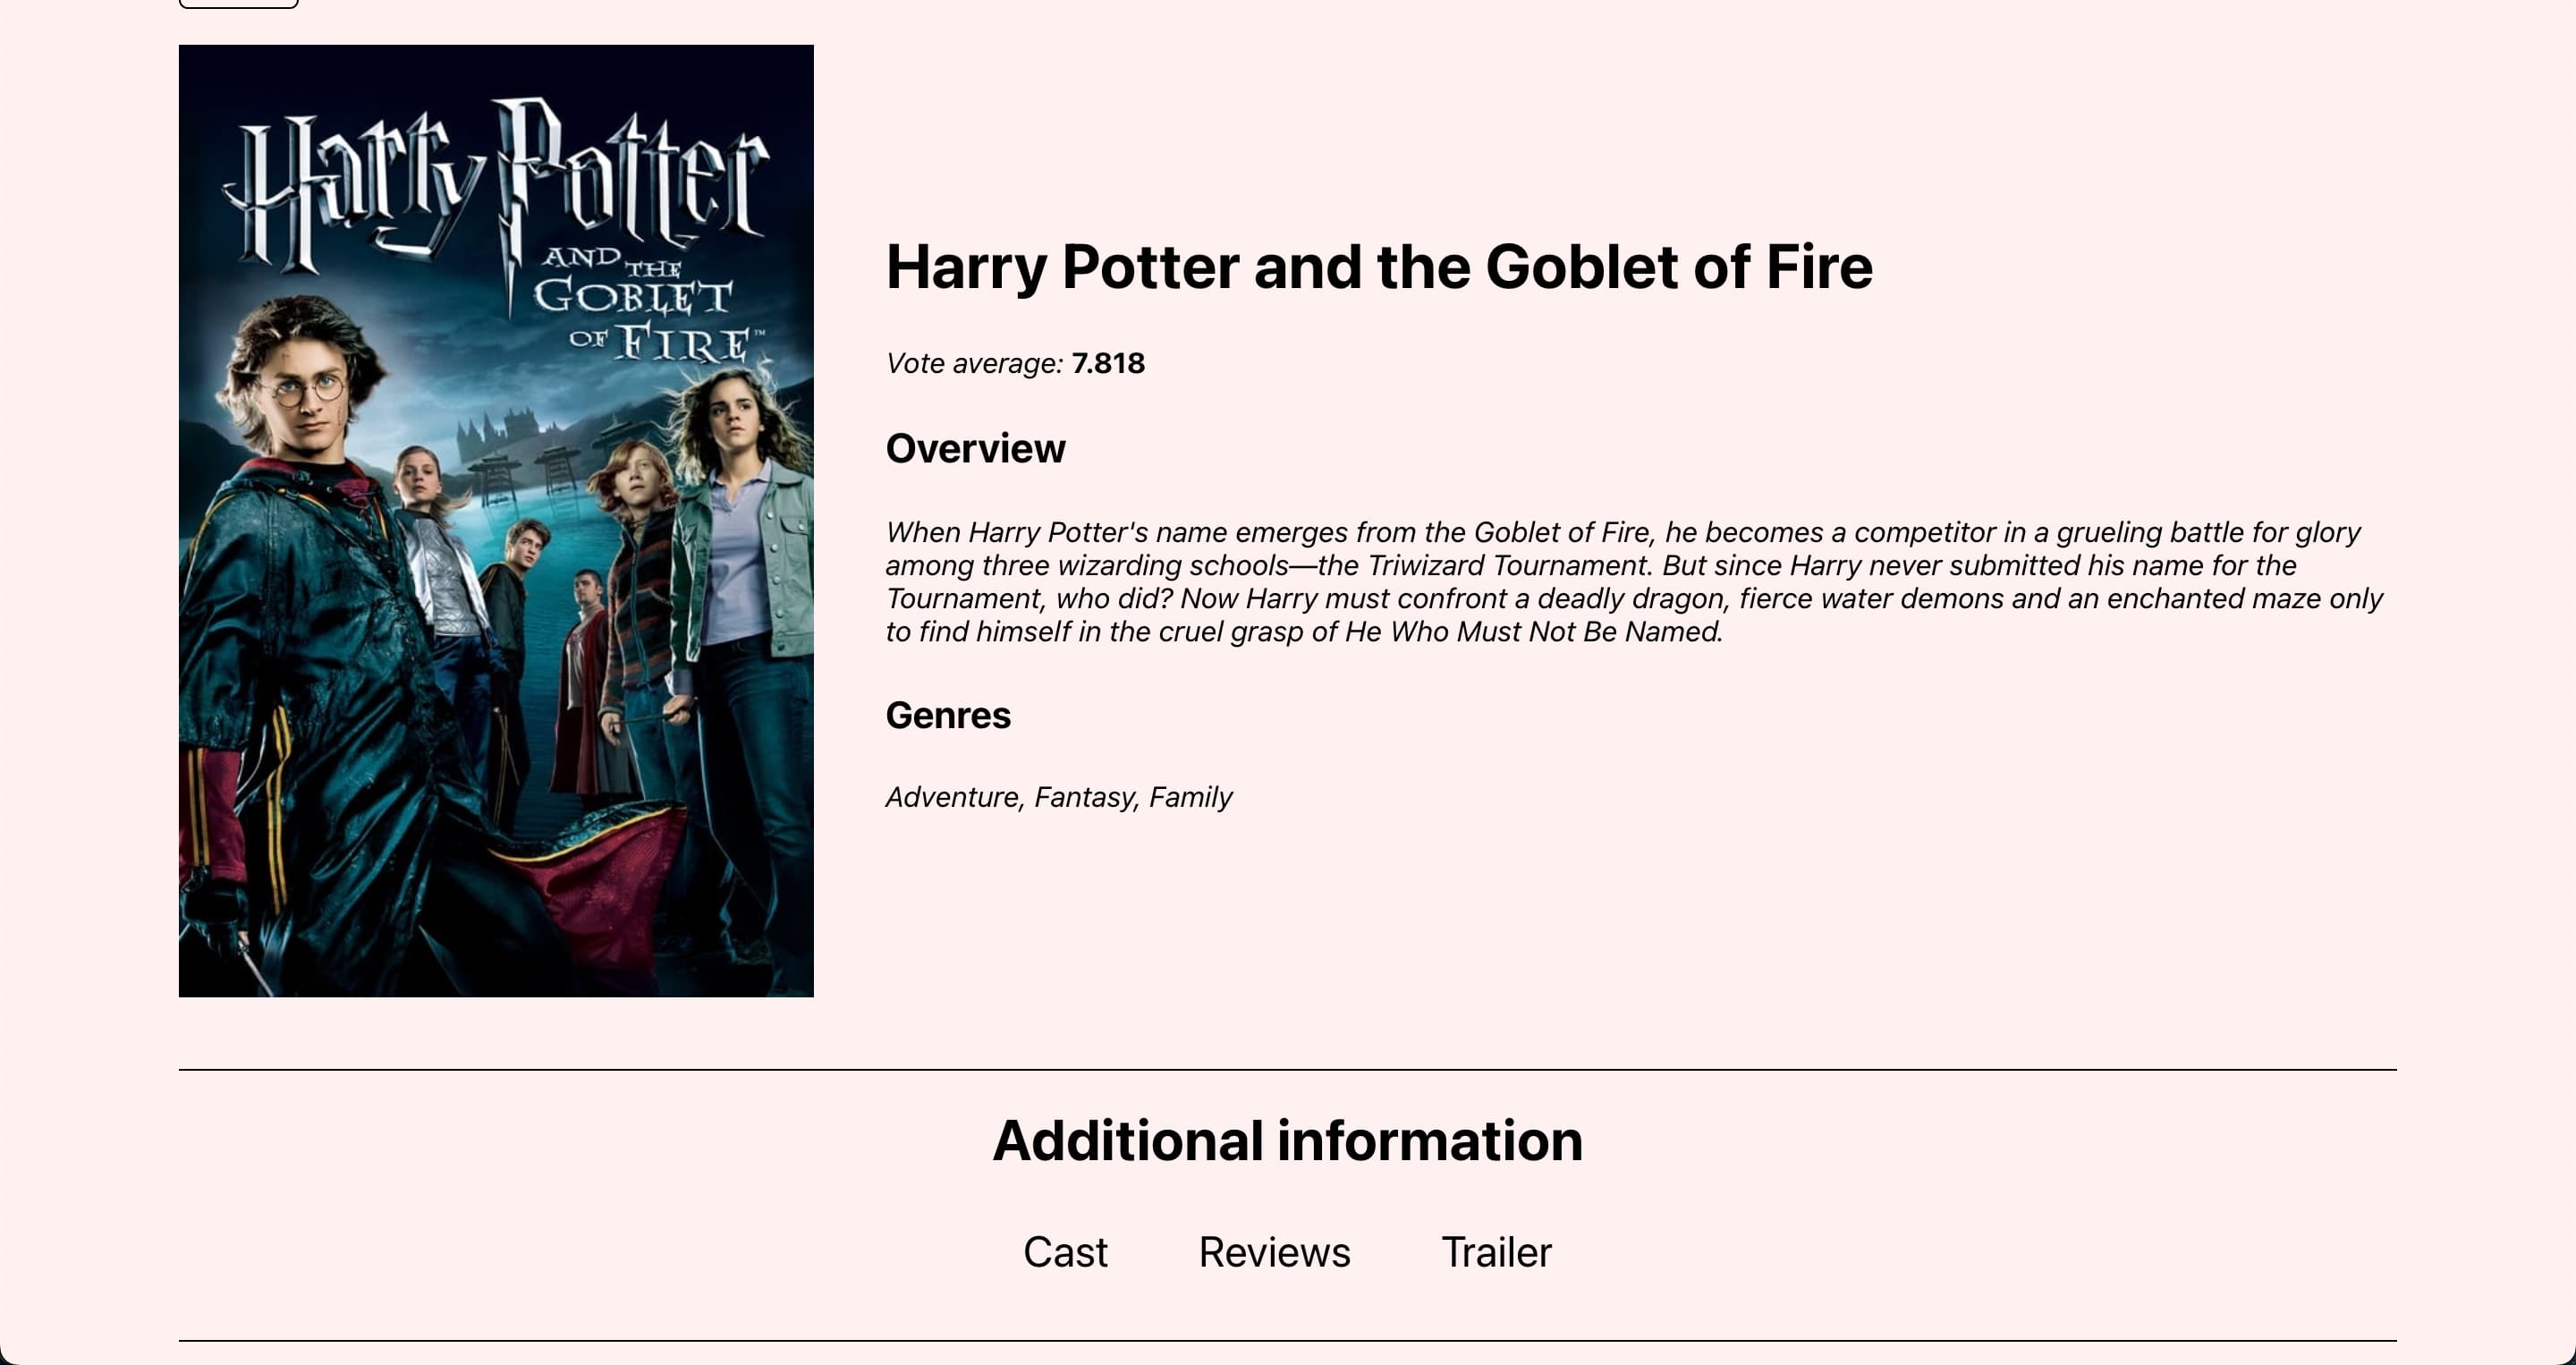 Harry Potter
AND THE
GOBLET
OF FIRE™
Harry Potter and the Goblet of Fire
Vote average: 7.818
Overview
When Harry Potter's name emerges from the Goblet of Fire, he becomes a competitor in a grueling battle for glory
among three wizarding schools—the Triwizard Tournament. But since Harry never submitted his name for the
Tournament, who did? Now Harry must confront a deadly dragon, fierce water demons and an enchanted maze only
to find himself in the cruel grasp of He Who Must Not Be Named.
Genres
Adventure, Fantasy, Family
Additional information
Cast Reviews Trailer